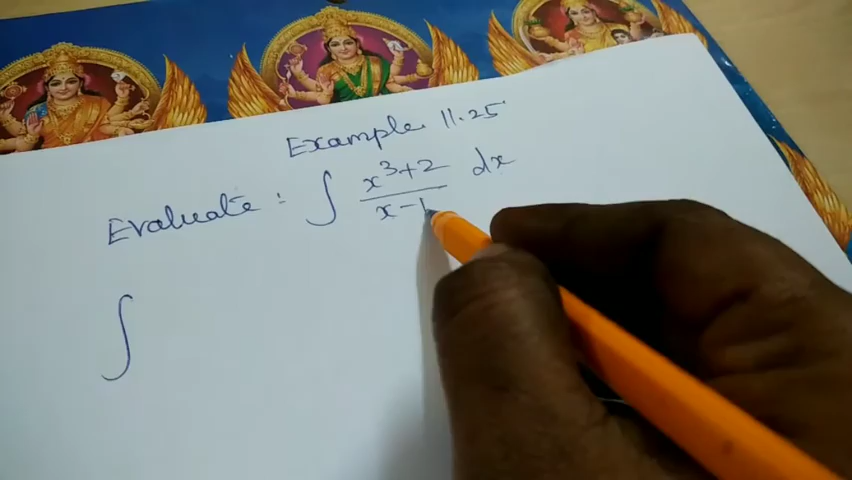 Example 11.25
Evaluate : ∫ x³+2 / x-1 dx
∫